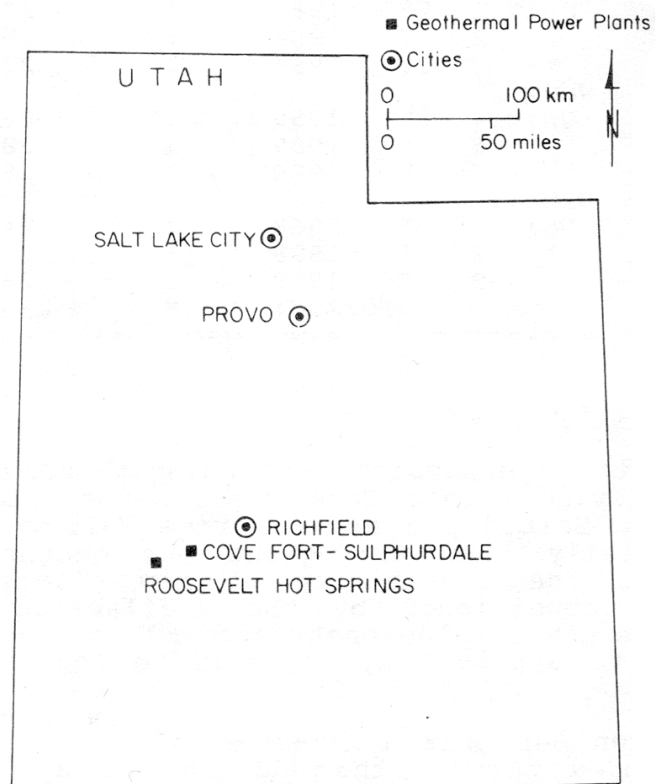 ■ Geothermal Power Plants
Cities
0 100 km
0 50 miles
N
UTAH
SALT LAKE CITY
PROVO
RICHFIELD
COVE FORT-SULPHURDALE
ROOSEVELT HOT SPRINGS